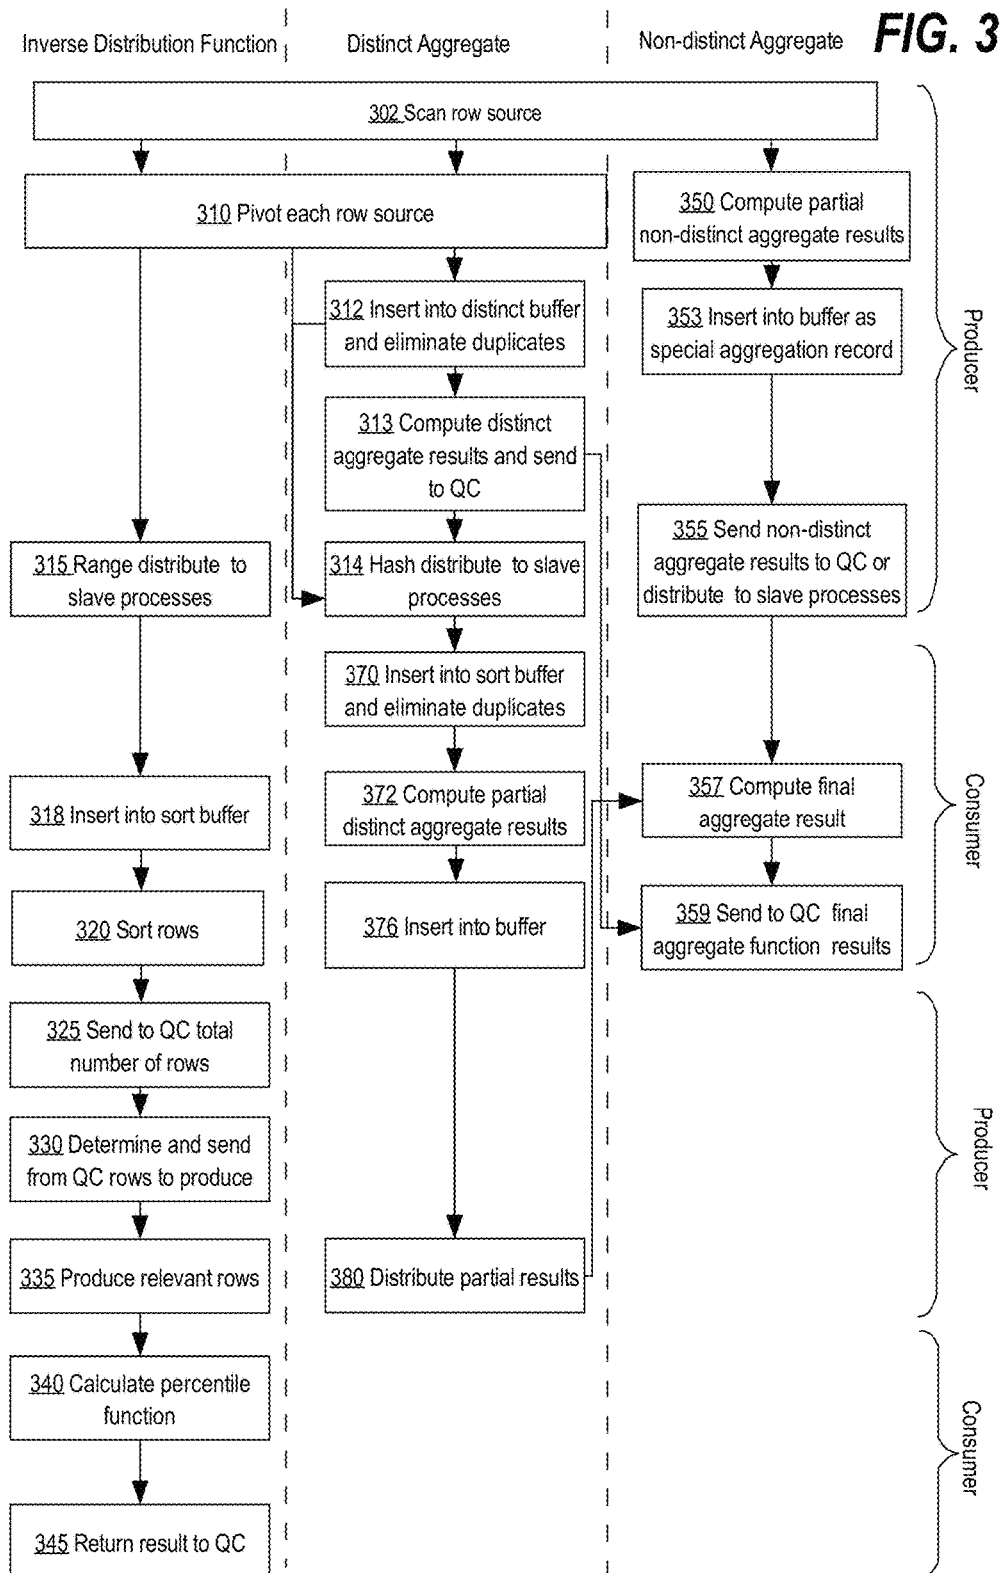 FIG. 3
Inverse Distribution Function
Distinct Aggregate
Non-distinct Aggregate
302 Scan row source
310 Pivot each row source
350 Compute partial
non-distinct aggregate results
312 Insert into distinct buffer
and eliminate duplicates
353 Insert into buffer as
special aggregation record
Producer
313 Compute distinct
aggregate results and send
to QC
315 Range distribute to
slave processes
314 Hash distribute to slave
processes
355 Send non-distinct
aggregate results to QC or
distribute to slave processes
370 Insert into sort buffer
and eliminate duplicates
318 Insert into sort buffer
372 Compute partial
distinct aggregate results
357 Compute final
aggregate result
Consumer
320 Sort rows
376 Insert into buffer
359 Send to QC final
aggregate function results
325 Send to QC total
number of rows
330 Determine and send
from QC rows to produce
Producer
335 Produce relevant rows
380 Distribute partial results
340 Calculate percentile
function
Consumer
345 Return result to QC